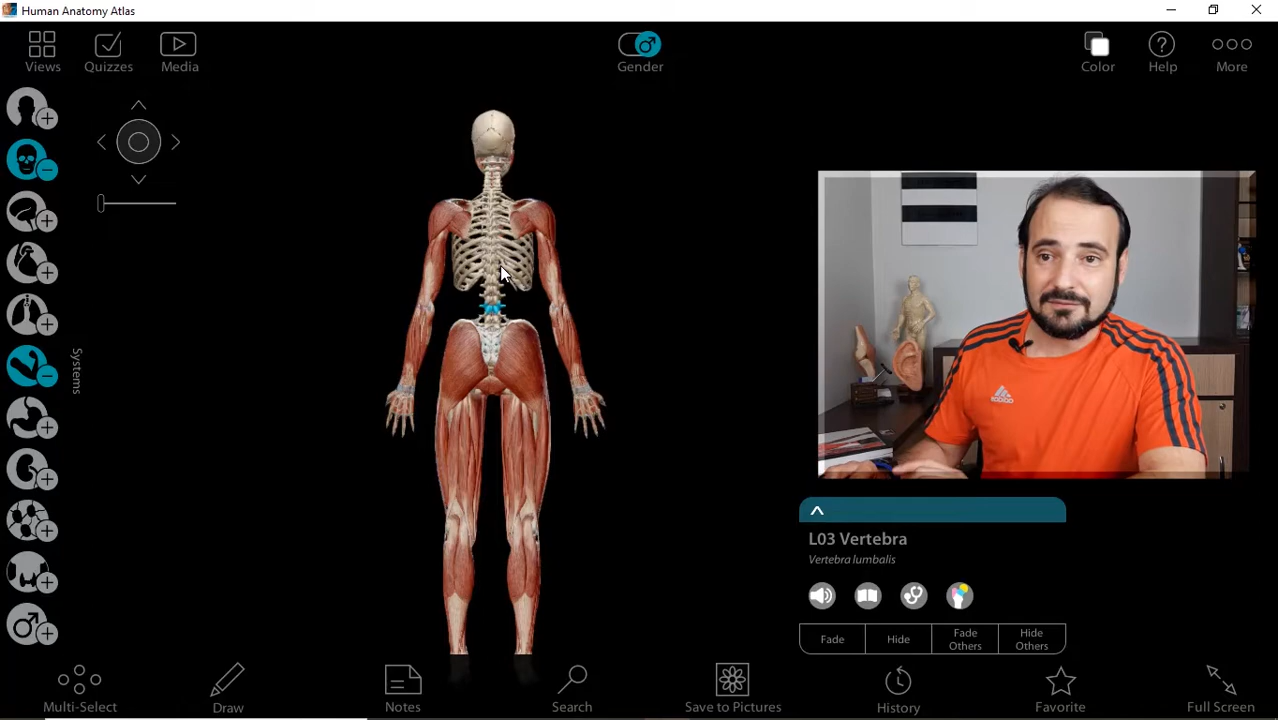 Human Anatomy Atlas
Views
Quizzes
Media
Gender
Color
Help
More
Systems
L03 Vertebra
Vertebra lumbalis
Fade
Hide
Fade
Others
Hide
Others
Multi-Select
Draw
Notes
Search
Save to Pictures
History
Favorite
Full Screen